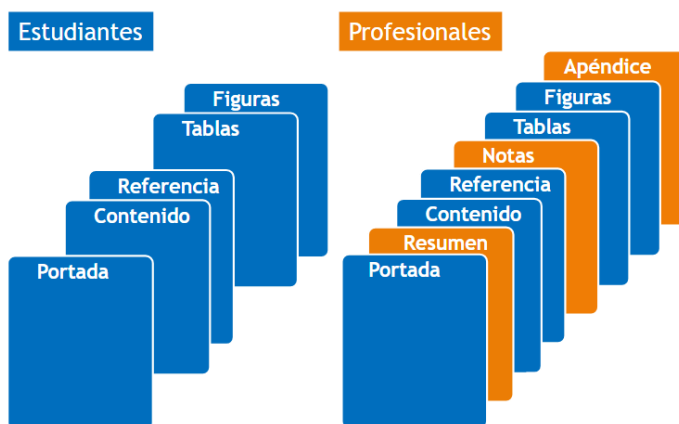 Estudiantes
Figuras
Tablas
Referencia
Contenido
Portada
Profesionales
Apéndice
Figuras
Tablas
Notas
Referencia
Contenido
Resumen
Portada